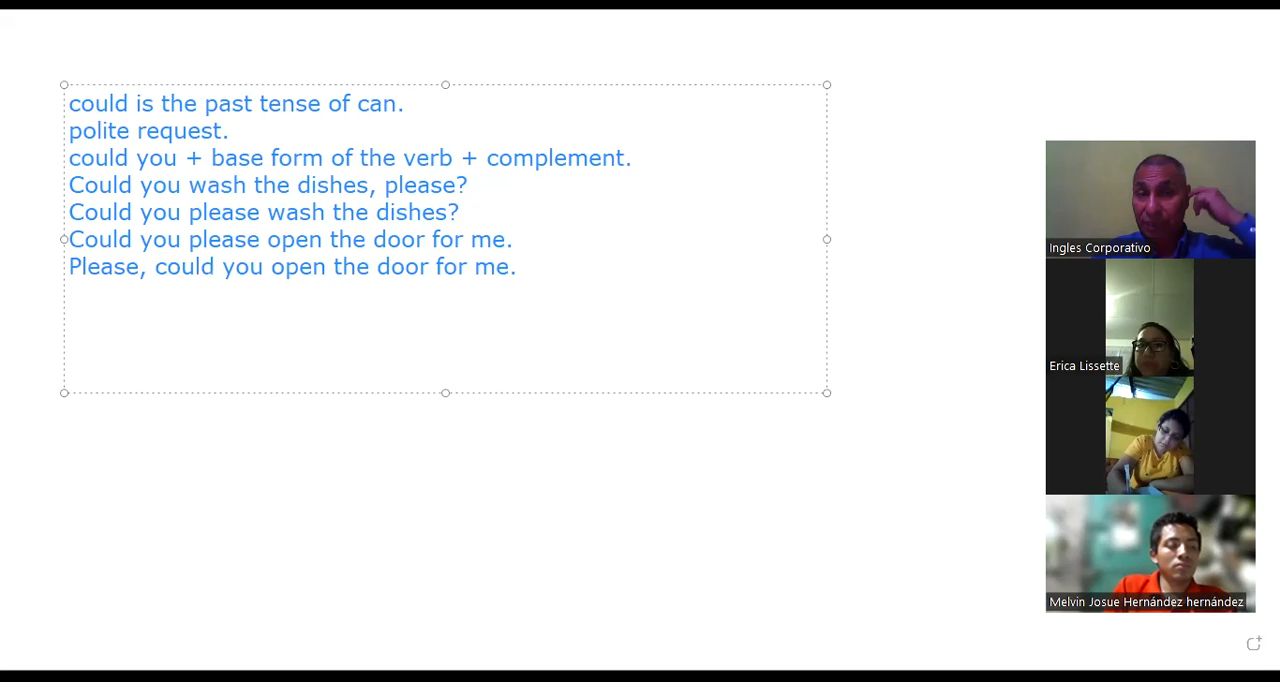 could is the past tense of can.
polite request.
could you + base form of the verb + complement.
Could you wash the dishes, please?
Could you please wash the dishes?
Could you please open the door for me.
Please, could you open the door for me.
Ingles Corporativo
Erica Lissette
Melvin Josue Hernández hernández